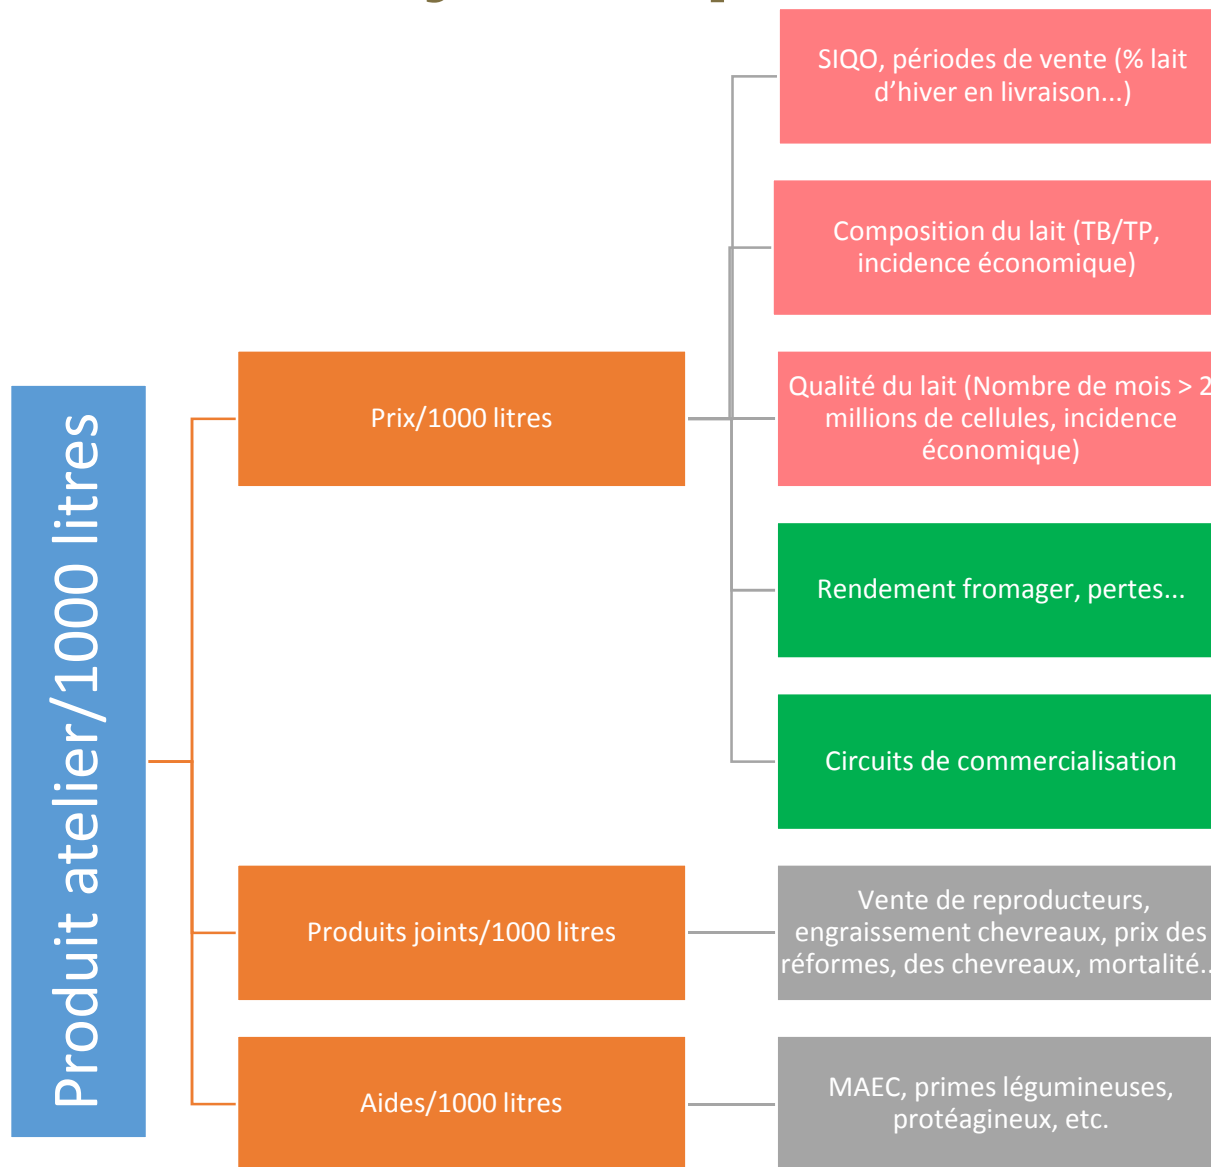 Produit atelier/1000 litres
Prix/1000 litres
SIQO, périodes de vente (% lait
d’hiver en livraison...)
Composition du lait (TB/TP,
incidence économique)
Qualité du lait (Nombre de mois > 2
millions de cellules, incidence
économique)
Rendement fromager, pertes...
Circuits de commercialisation
Produits joints/1000 litres
Vente de reproducteurs,
engraissement chevreaux, prix des
réformes, des chevreaux, mortalité..
Aides/1000 litres
MAEC, primes légumineuses,
protéagineux, etc.